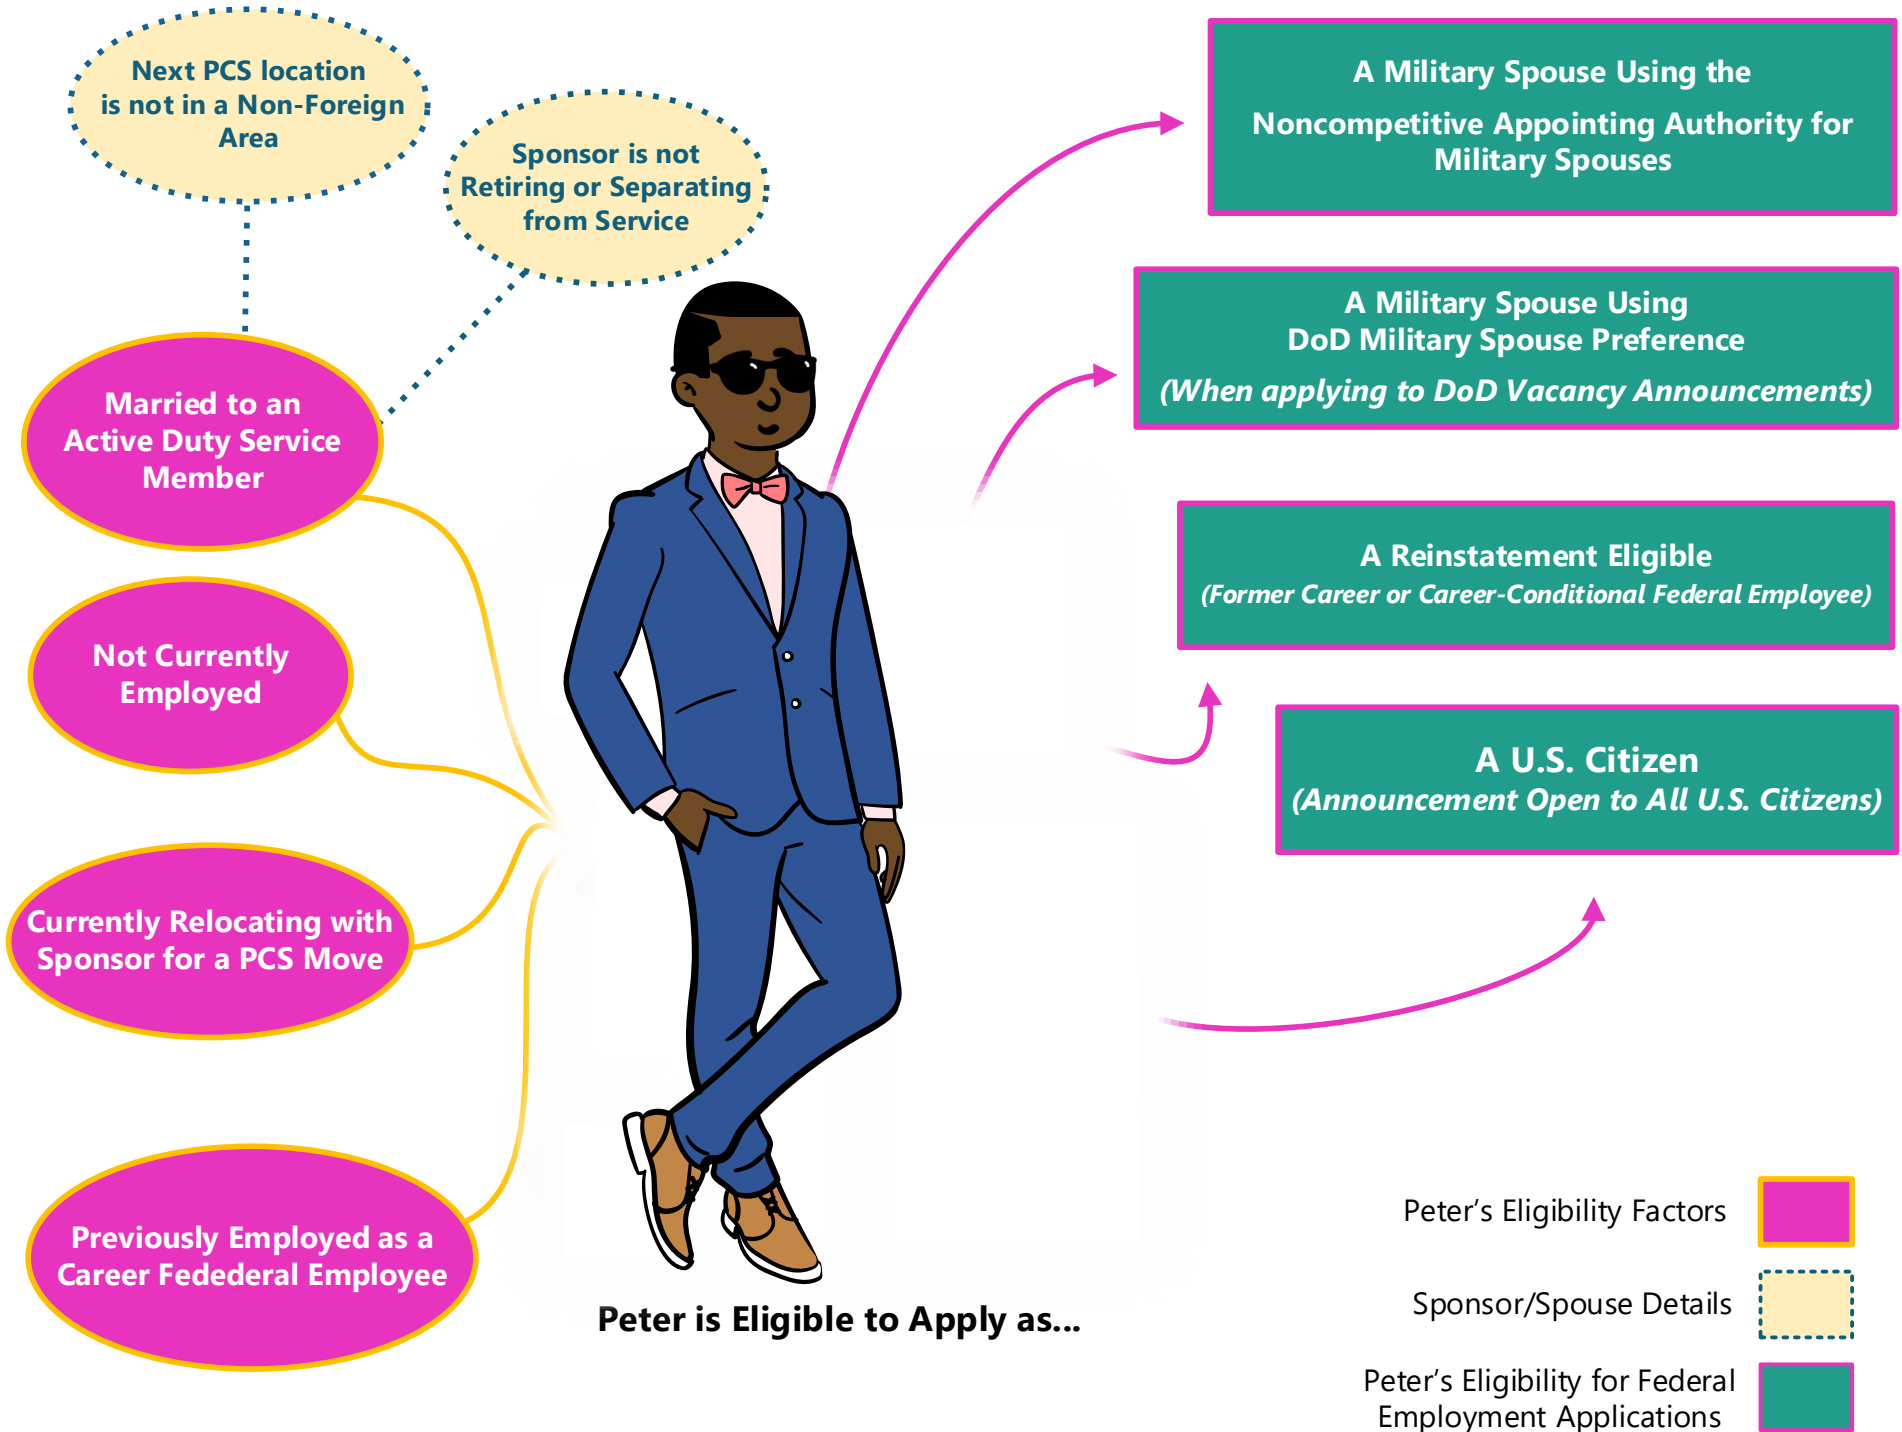 Next PCS location
is not in a Non-Foreign
Area
Sponsor is not
Retiring or Separating
from Service
Married to an
Active Duty Service
Member
Not Currently
Employed
Currently Relocating with
Sponsor for a PCS Move
Previously Employed as a
Career Fedederal Employee
Peter is Eligible to Apply as...
A Military Spouse Using the
Noncompetitive Appointing Authority for
Military Spouses
A Military Spouse Using
DoD Military Spouse Preference
(When applying to DoD Vacancy Announcements)
A Reinstatement Eligible
(Former Career or Career-Conditional Federal Employee)
A U.S. Citizen
(Announcement Open to All U.S. Citizens)
Peter's Eligibility Factors
Sponsor/Spouse Details
Peter's Eligibility for Federal
Employment Applications